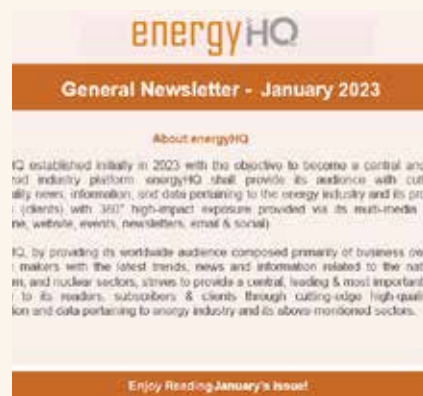 energyHQ
General Newsletter - January 2023
About energyHQ
HQ established initially in 2023 with the objective to become a central and
industry platform. energyHQ shall provide its audience with
news, information, and data pertaining to the energy industry and its
(clients) with 360° high-impact exposure provided via its multi-media
website, events, newsletters, email & social)
HQ, by providing its worldwide audience composed primarily of business
makers with the latest trends, news and information related to the
and nuclear sectors, strives to provide a central, leading & most important
to its readers, subscribers & clients through cutting-edge
and data pertaining to energy industry and its above mentioned sectors.
Enjoy Reading January's Issue!